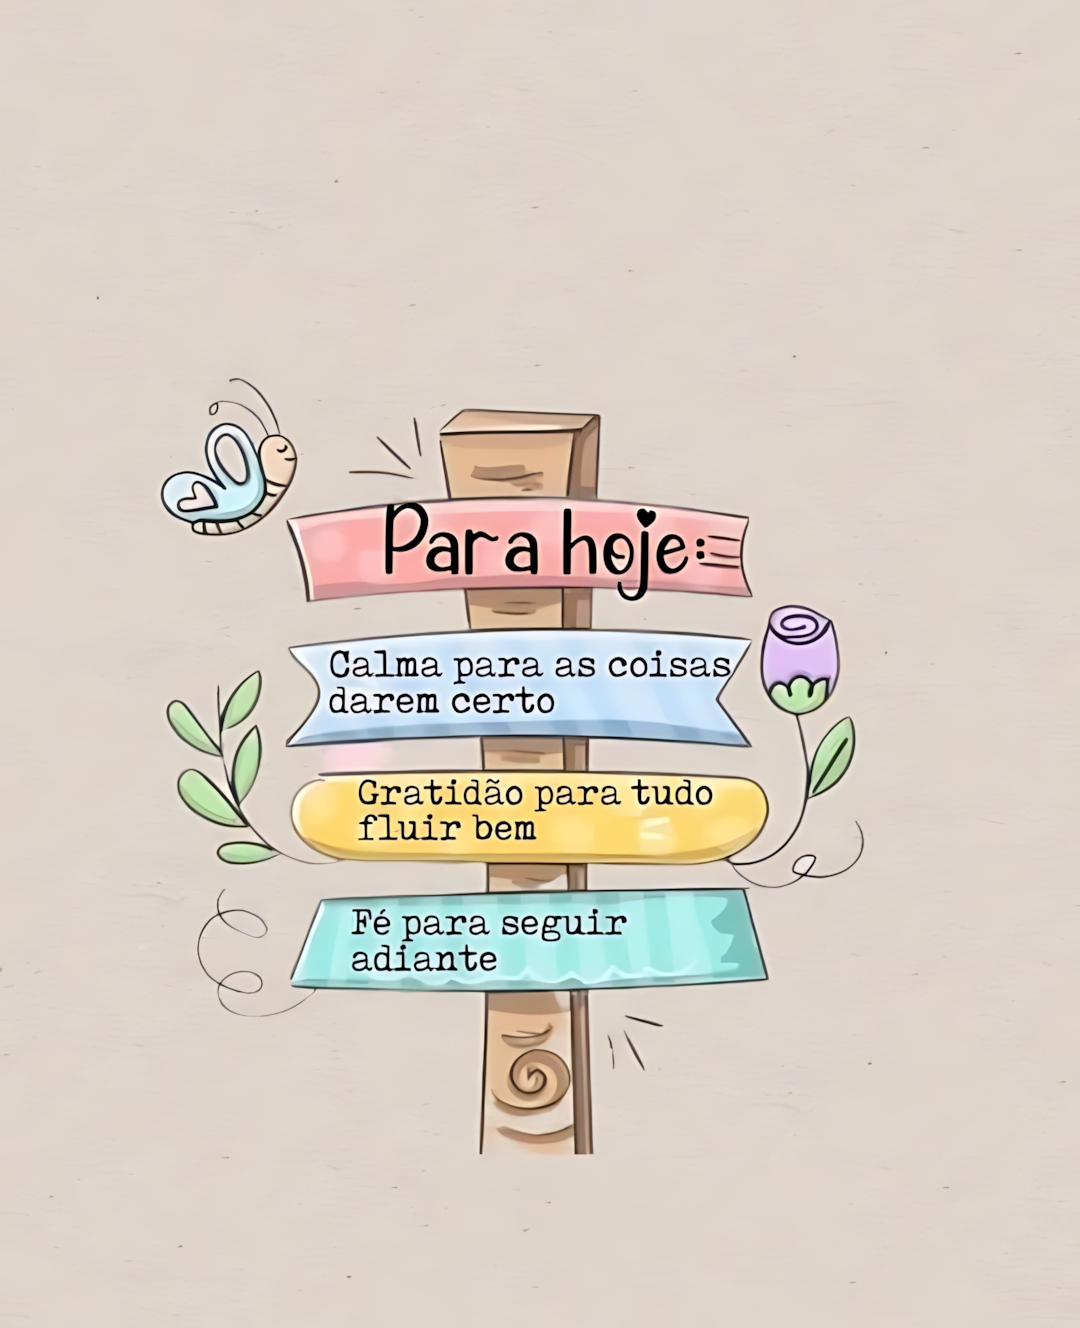 Para hoje:
Calma para as coisas
darem certo
Gratidão para tudo
fluir bem
Fé para seguir
adiante